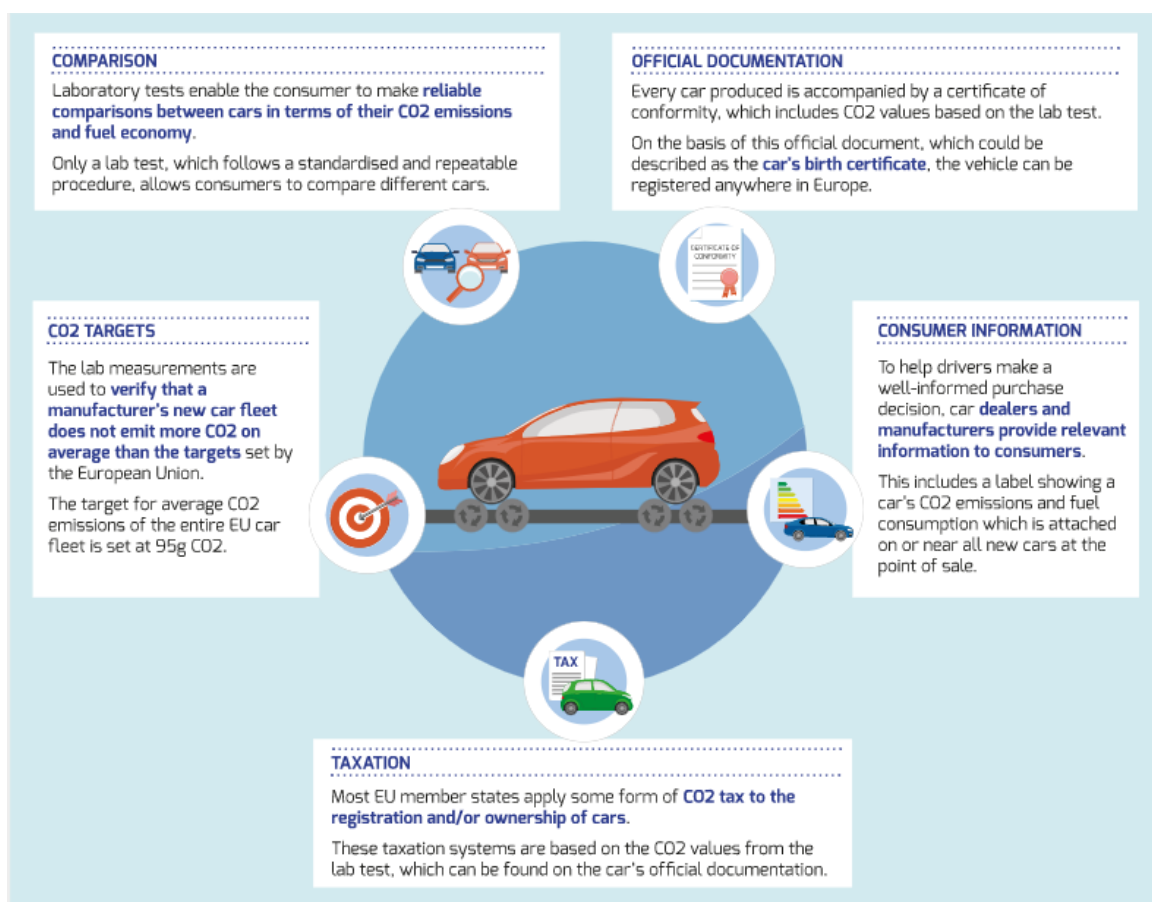 COMPARISON
Laboratory tests enable the consumer to make reliable
comparisons between cars in terms of their CO2 emissions
and fuel economy.
Only a lab test, which follows a standardised and repeatable
procedure, allows consumers to compare different cars.
OFFICIAL DOCUMENTATION
Every car produced is accompanied by a certificate of
conformity, which includes CO2 values based on the lab test.
On the basis of this official document, which could be
described as the car's birth certificate, the vehicle can be
registered anywhere in Europe.
CERTIFICATE OF
CONFORMITY
CO2 TARGETS
The lab measurements are
used to verify that a
manufacturer's new car fleet
does not emit more CO2 on
average than the targets set by
the European Union.
The target for average CO2
emissions of the entire EU car
fleet is set at 95g CO2.
CONSUMER INFORMATION
To help drivers make a
well-informed purchase
decision, car dealers and
manufacturers provide relevant
information to consumers.
This includes a label showing a
car's CO2 emissions and fuel
consumption which is attached
on or near all new cars at the
point of sale.
TAX
TAXATION
Most EU member states apply some form of CO2 tax to the
registration and/or ownership of cars.
These taxation systems are based on the CO2 values from the
lab test, which can be found on the car's official documentation.